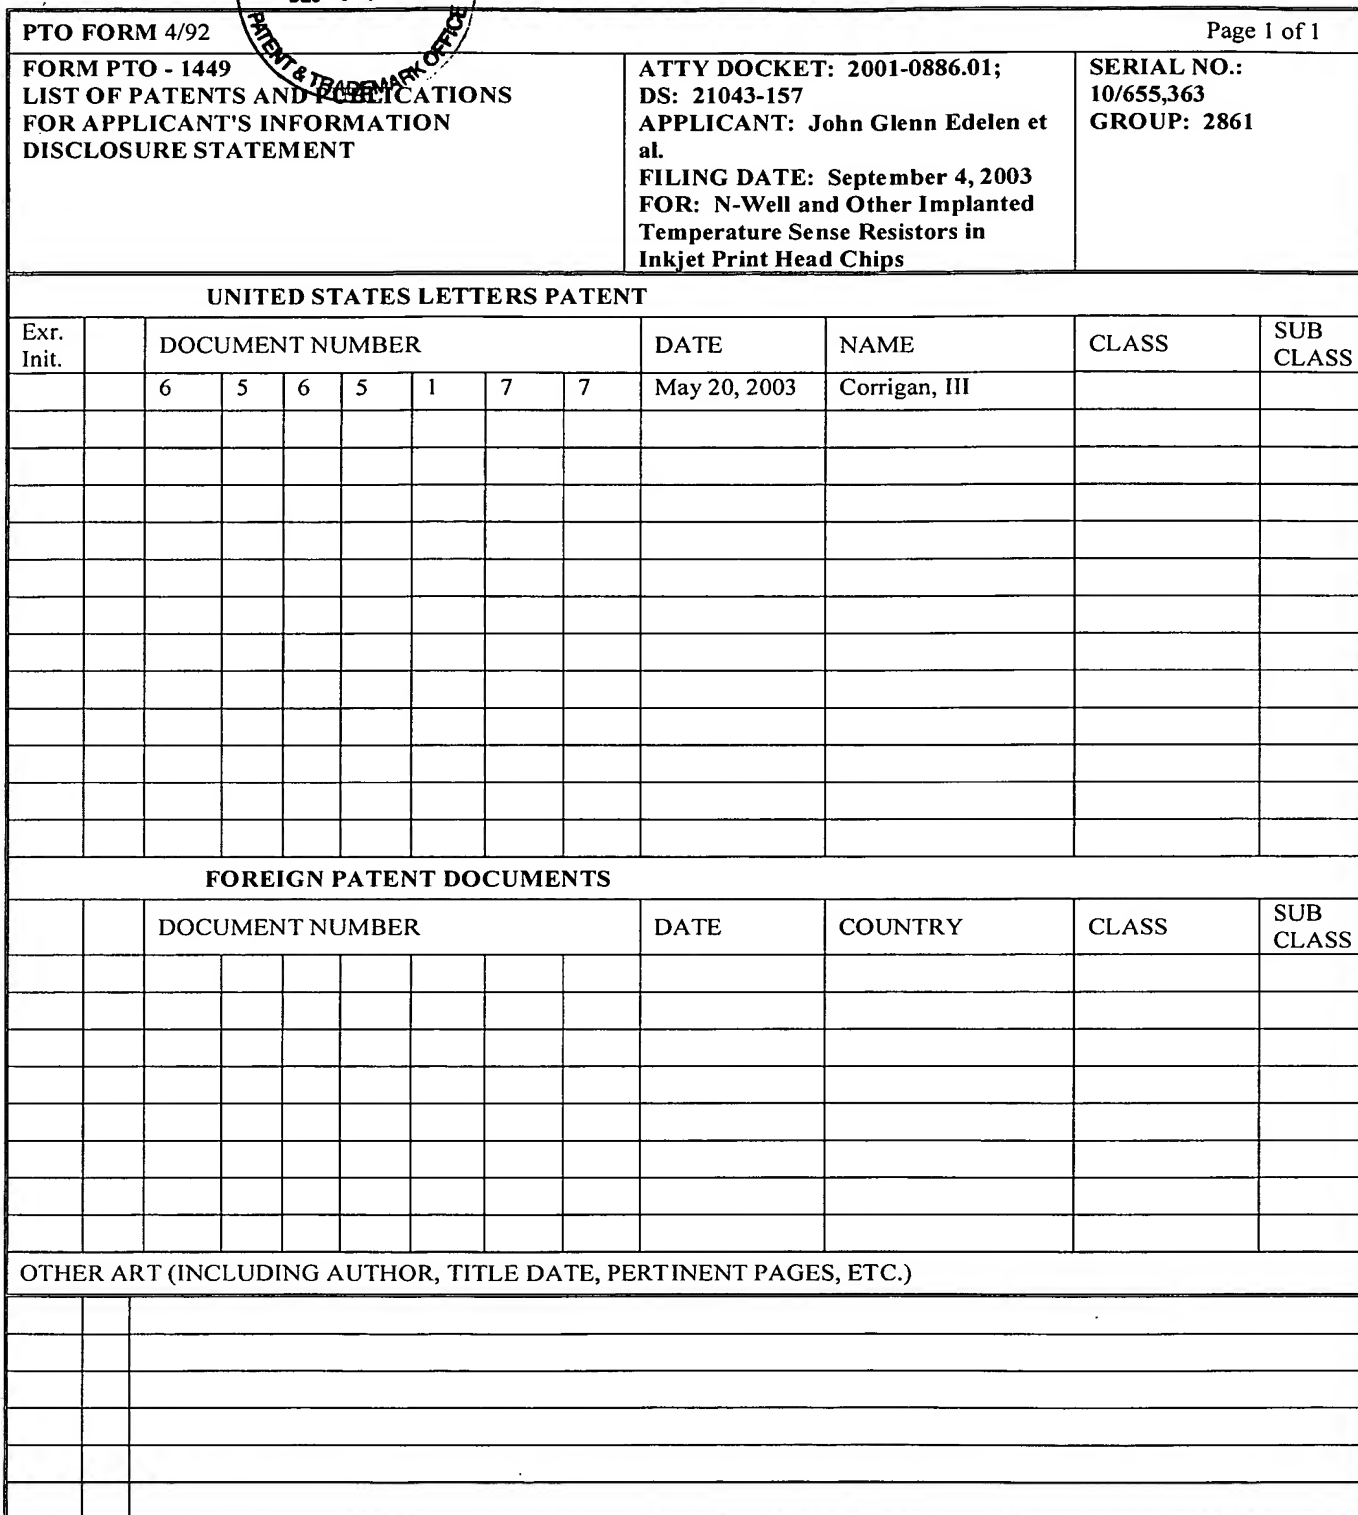 PTO FORM 4/92
Page 1 of 1
PATENT & TRADEMARK OFFICE
FORM PTO - 1449
LIST OF PATENTS AND PUBLICATIONS
FOR APPLICANT'S INFORMATION
DISCLOSURE STATEMENT
ATTY DOCKET: 2001-0886.01;
DS: 21043-157
APPLICANT: John Glenn Edelen et
al.
FILING DATE: September 4, 2003
FOR: N-Well and Other Implanted
Temperature Sense Resistors in
Inkjet Print Head Chips
SERIAL NO.:
10/655,363
GROUP: 2861
UNITED STATES LETTERS PATENT
Exr.
Init.
DOCUMENT NUMBER
DATE
NAME
CLASS
SUB
CLASS
6 5 6 5 1 7 7 May 20, 2003 Corrigan, III
FOREIGN PATENT DOCUMENTS
DOCUMENT NUMBER
DATE
COUNTRY
CLASS
SUB
CLASS
OTHER ART (INCLUDING AUTHOR, TITLE DATE, PERTINENT PAGES, ETC.)